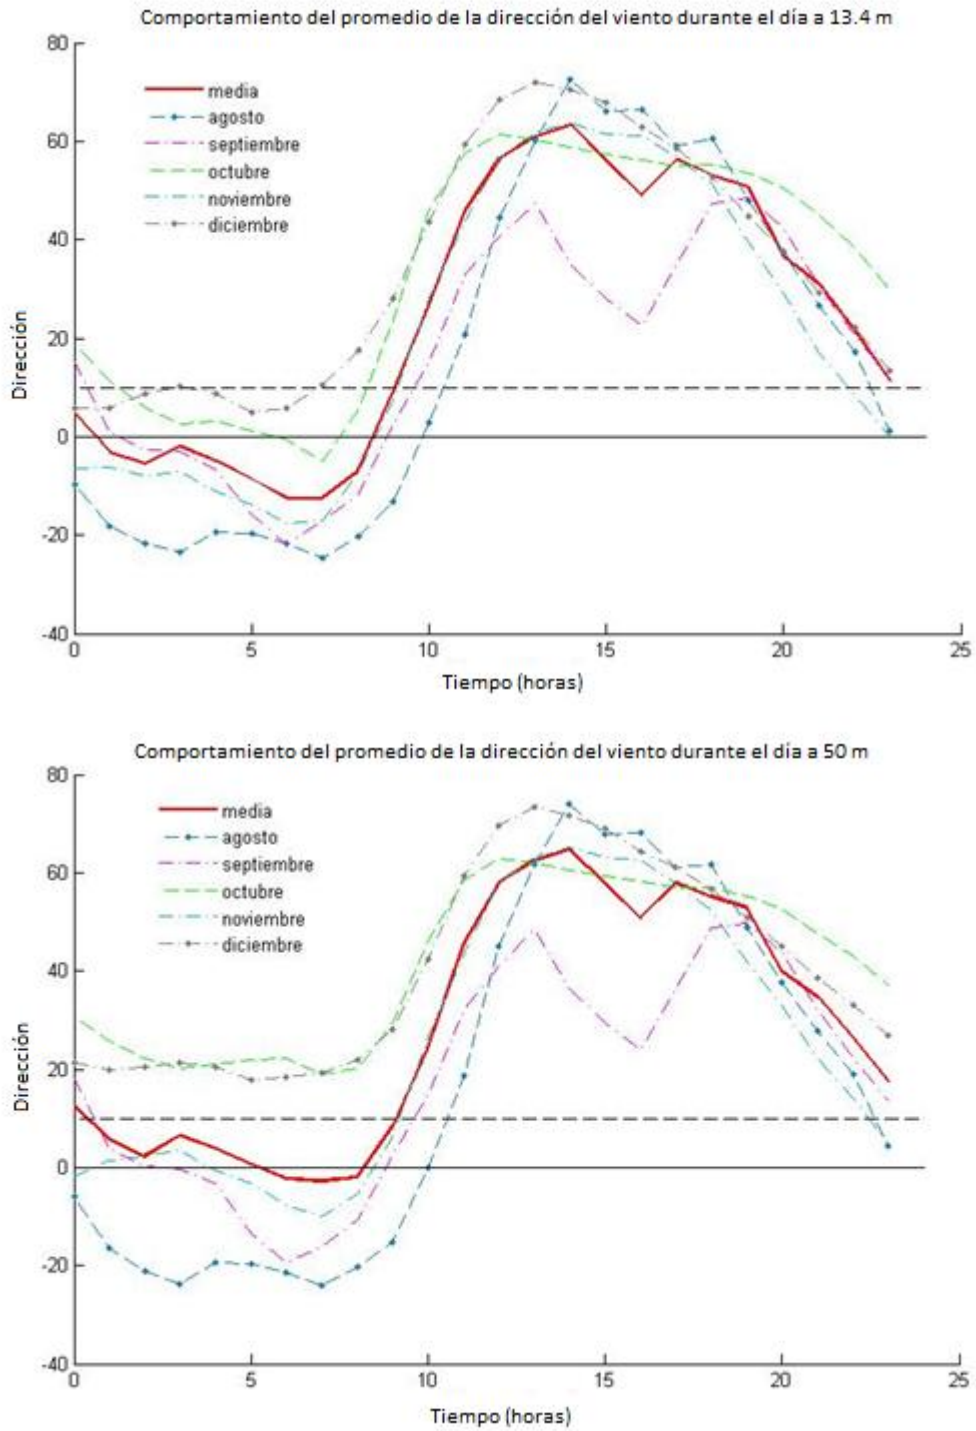 Comportamiento del promedio de la dirección del viento durante el día a 13.4 m
80
60
40
20
0
-20
-40
media
agosto
septiembre
octubre
noviembre
diciembre
Dirección
0 5 10 15 20 25
Tiempo (horas)
Comportamiento del promedio de la dirección del viento durante el día a 50 m
80
60
40
20
0
-20
-40
media
agosto
septiembre
octubre
noviembre
diciembre
Dirección
0 5 10 15 20 25
Tiempo (horas)